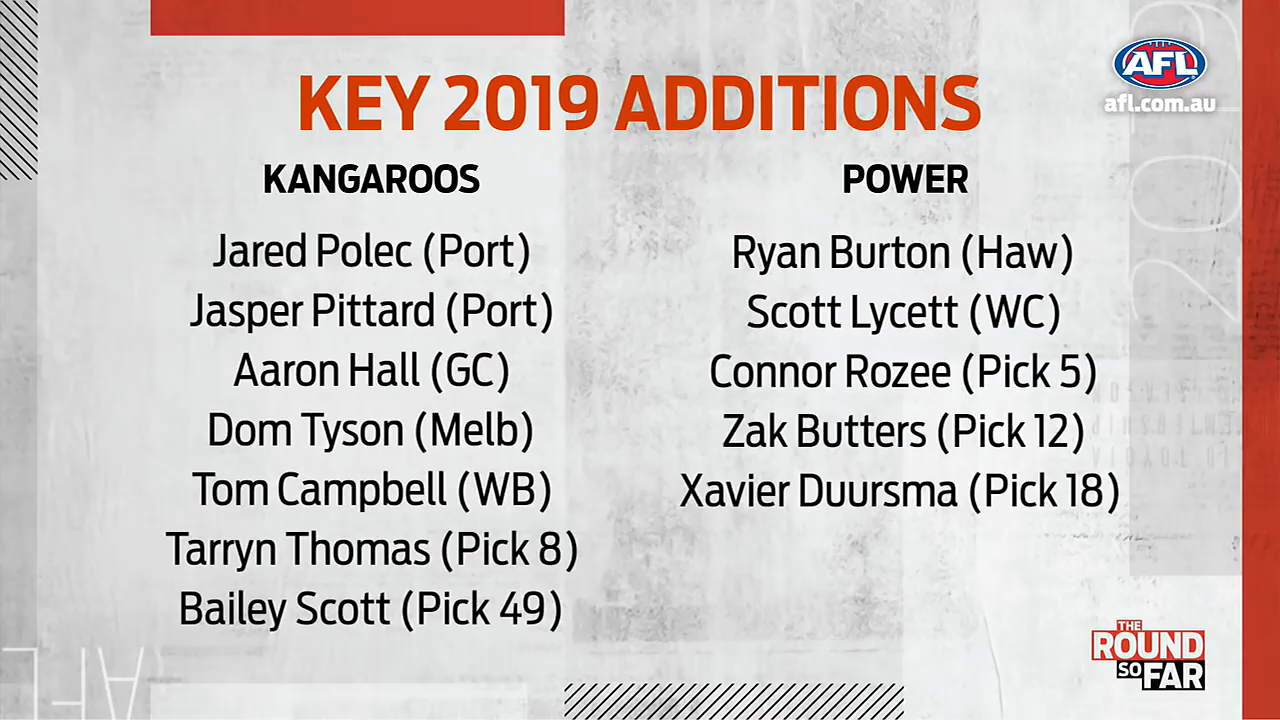 AFL
afl.com.au
KEY 2019 ADDITIONS
KANGAROOS
Jared Polec (Port)
Jasper Pittard (Port)
Aaron Hall (GC)
Dom Tyson (Melb)
Tom Campbell (WB)
Tarryn Thomas (Pick 8)
Bailey Scott (Pick 49)
POWER
Ryan Burton (Haw)
Scott Lycett (WC)
Connor Rozee (Pick 5)
Zak Butters (Pick 12)
Xavier Duursma (Pick 18)
THE
ROUND
SO FAR
AFL